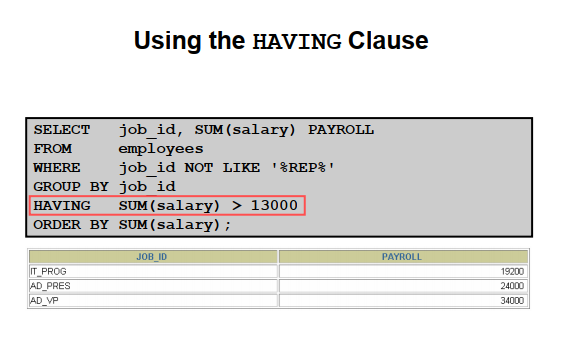 Using the HAVING Clause
SELECT job_id, SUM(salary) PAYROLL
FROM employees
WHERE job_id NOT LIKE '%REP%'
GROUP BY job_id
HAVING SUM(salary) > 13000
ORDER BY SUM(salary);
JOB_ID PAYROLL
IT_PROG 19200
AD_PRES 24000
AD_VP 34000